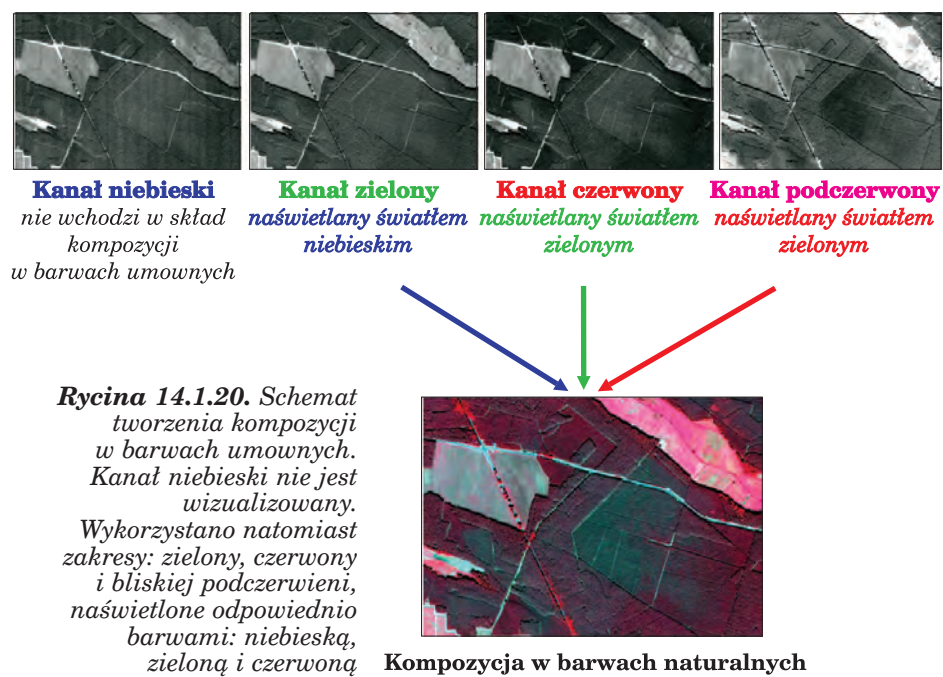 Kanał niebieski
nie wchodzi w skład
kompozycji
w barwach umownych
Kanał zielony
naświetlany światłem
niebieskim
Kanał czerwony
naświetlany światłem
zielonym
Kanał podczerwony
naświetlany światłem
zielonym
Rycina 14.1.20. Schemat
tworzenia kompozycji
w barwach umownych.
Kanał niebieski nie jest
wizualizowany.
Wykorzystano natomiast
zakresy: zielony, czerwony
i bliskiej podczerwieni,
naświetlone odpowiednio
barwami: niebieską,
zieloną i czerwoną
Kompozycja w barwach naturalnych